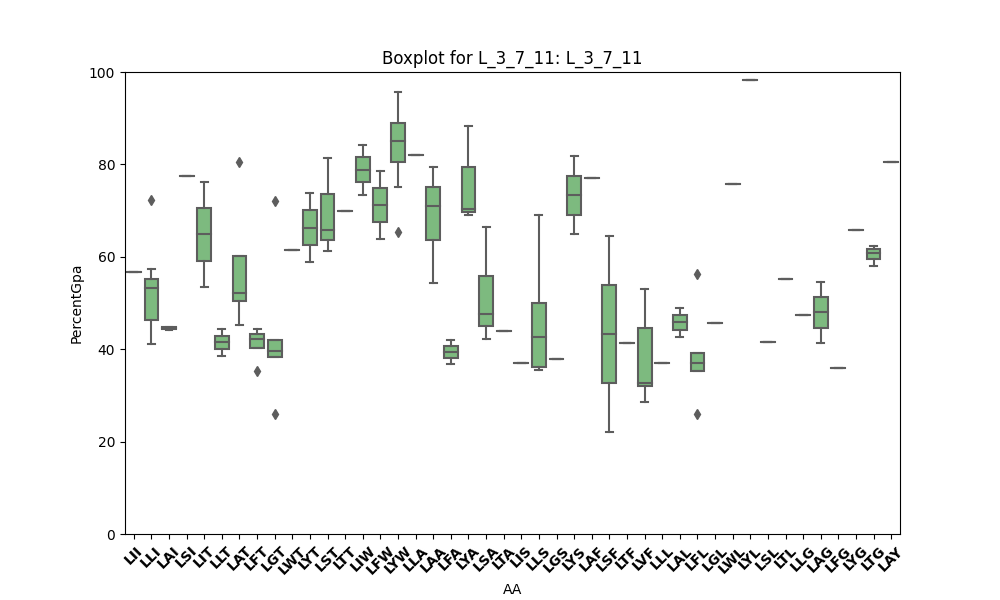 Boxplot for L_3_7_11: L_3_7_11
100
80
60
40
20
0
PercentGpa
LII LLI LAI LSI LIT LLT LAT LFT LGT LWT LYT LST LTT LIW LFW LYW LLA LAA LFA LYA LSA LTA LIS LLS LGS LYS LAF LSF LTF LVF LLL LAL LFL LGL LWL LYL LSL LTL LLG LAG LFG LYG LTG LAY
AA